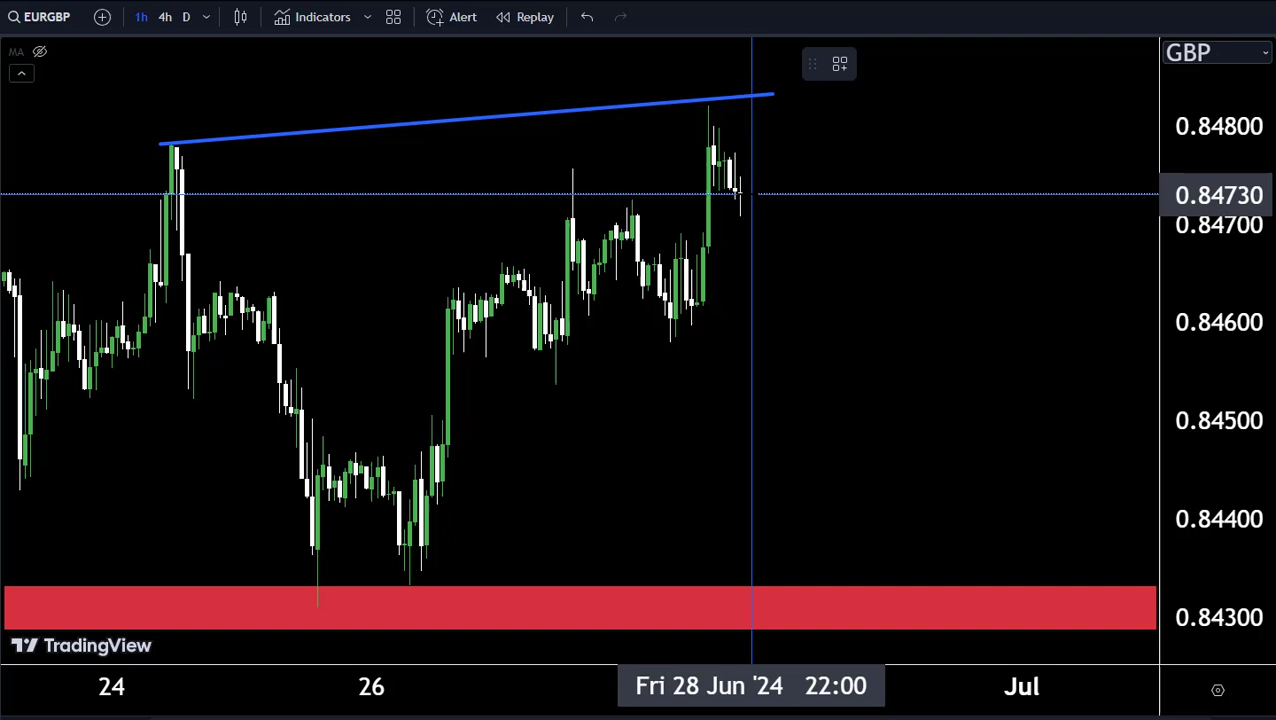 EURGBP 1h 4h D Indicators Alert Replay
MA
GBP
0.84800
0.84730
0.84700
0.84600
0.84500
0.84400
0.84300
TradingView
24 26 Fri 28 Jun '24 22:00 Jul